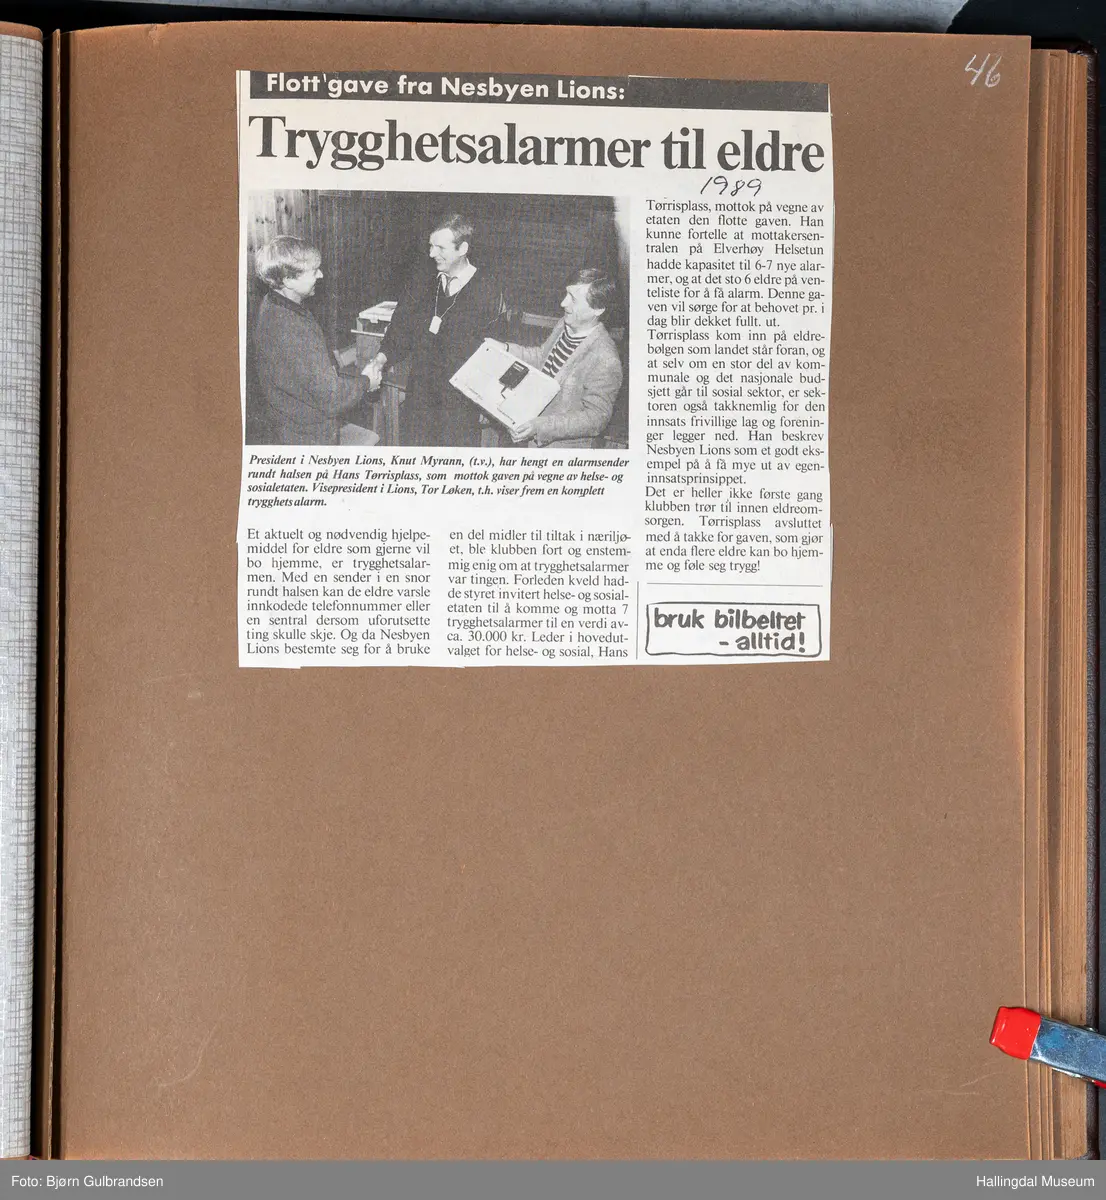 46
Flott gave fra Nesbyen Lions:
Trygghetsalarmer til eldre
1989
President i Nesbyen Lions, Knut Myrann, (t.v.), har hengt en alarmsender
rundt halsen på Hans Tørrisplass, som mottok gaven på vegne av helse- og
sosialetaten. Visepresident i Lions, Tor Løken, t.h. viser frem en komplett
trygghetsalarm.
Et aktuelt og nødvendig hjelpe-
middel for eldre som gjerne vil
bo hjemme, er trygghetsalar-
men. Med en sender i en snor
rundt halsen kan de eldre varsle
innkodede telefonnummer eller
en sentral dersom uforutsette
ting skulle skje. Og da Nesbyen
Lions bestemte seg for å bruke
en del midler til tiltak i næriljø-
et, ble klubben fort og enstem-
mig enig om at trygghetsalarmer
var tingen. Forleden kveld had-
de styret invitert helse- og sosial-
etaten til å komme og motta 7
trygghetsalarmer til en verdi av-
ca. 30.000 kr. Leder i hovedut-
valget for helse- og sosial, Hans
Tørrisplass, mottok på vegne av
etaten den flotte gaven. Han
kunne fortelle at mottakersen-
tralen på Elverhøy Helsetun
hadde kapasitet til 6-7 nye alar-
mer, og at det sto 6 eldre på ven-
teliste for å få alarm. Denne ga-
ven vil sørge for at behovet pr. i
dag blir dekket fullt. ut.
Tørrisplass kom inn på eldre-
bølgen som landet står foran, og
at selv om en stor del av kom-
munale og det nasjonale bud-
sjett går til sosial sektor, er sek-
toren også takknemlig for den
innsats frivillige lag og forenin-
ger legger ned. Han beskrev
Nesbyen Lions som et godt eks-
empel på å få mye ut av egen-
innsatsprinsippet.
Det er heller ikke første gang
klubben trør til innen eldreom-
sorgen. Tørrisplass avsluttet
med å takke for gaven, som gjør
at enda flere eldre kan bo hjem-
me og føle seg trygg!
bruk bilbeltet
- alltid!
Foto: Bjørn Gulbrandsen
Hallingdal Museum